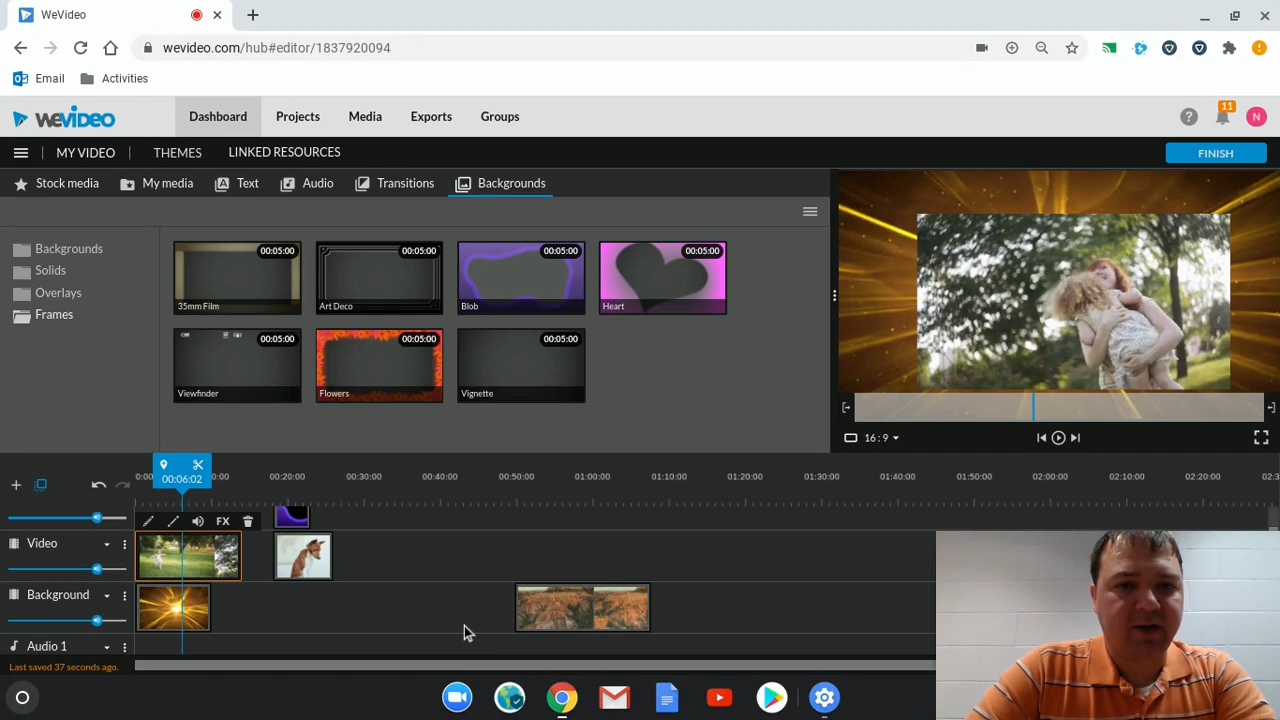 WeVideo
wevideo.com/hub#editor/1837920094
Email Activities
WEVIDEO Dashboard Projects Media Exports Groups ? 11 N
MY VIDEO THEMES LINKED RESOURCES FINISH
Stock media My media Text Audio Transitions Backgrounds
Backgrounds
Solids
Overlays
Frames
00:05:00 00:05:00 00:05:00 00:05:00
35mm Film Art Deco Blob Heart
00:05:00 00:05:00
Viewfinder Flowers Vignette
16:9
00:06:02
0:00 00:20:00 00:30:00 00:40:00 00:50:00 01:00:00 01:10:00 01:20:00 01:30:00 01:40:00 01:50:00 02:00:00 02:10:00 02:20:00 02:3
FX
Video
Background
Audio 1
Last saved 37 seconds ago.